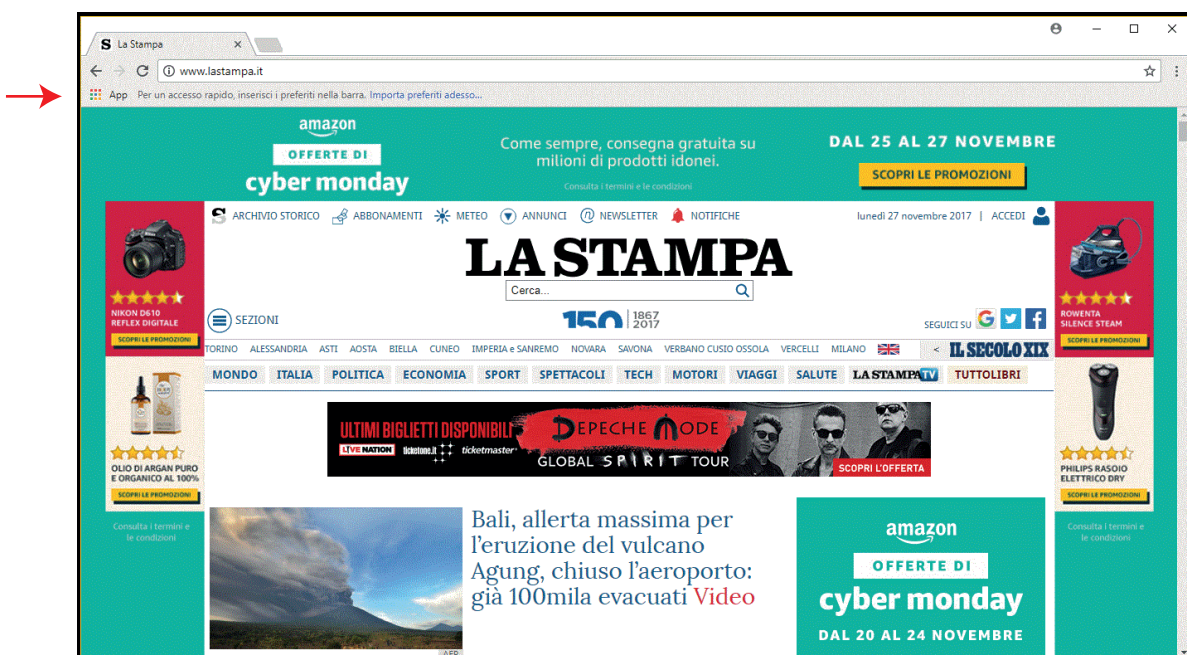 S La Stampa
www.lastampa.it
App Per un accesso rapido, inserisci i preferiti nella barra. Importa preferiti adesso...
amazon
OFFERTE DI
cyber monday
Come sempre, consegna gratuita su
milioni di prodotti idonei.
Consulta i termini e le condizioni
DAL 25 AL 27 NOVEMBRE
SCOPRI LE PROMOZIONI
S ARCHIVIO STORICO ABBONAMENTI METEO ANNUNCI NEWSLETTER NOTIFICHE lunedì 27 novembre 2017 | ACCEDI
LA STAMPA
Cerca...
SEZIONI
150 1867
2017
SEGUICI SU
TORINO ALESSANDRIA ASTI AOSTA BIELLA CUNEO IMPERIA e SANREMO NOVARA SAVONA VERBANO CUSIO OSSOLA VERCELLI MILANO < IL SECOLO XIX
MONDO ITALIA POLITICA ECONOMIA SPORT SPETTACOLI TECH MOTORI VIAGGI SALUTE LA STAMPA TV TUTTOLIBRI
NIKON D610
REFLEX DIGITALE
SCOPRI LE PROMOZIONI
OLIO DI ARGAN PURO
E ORGANICO AL 100%
SCOPRI LE PROMOZIONI
Consulta i termini e
le condizioni
ROWENTA
SILENCE STEAM
SCOPRI LE PROMOZIONI
PHILIPS RASOIO
ELETTRICO DRY
SCOPRI LE PROMOZIONI
Consulta i termini e
le condizioni
ULTIMI BIGLIETTI DISPONIBILI
LIVE NATION ticketone.it ticketmaster
DEPECHE MODE
GLOBAL SPIRIT TOUR
SCOPRI L'OFFERTA
Bali, allerta massima per
l'eruzione del vulcano
Agung, chiuso l'aeroporto:
già 100mila evacuati Video
AFP
amazon
OFFERTE DI
cyber monday
DAL 20 AL 24 NOVEMBRE